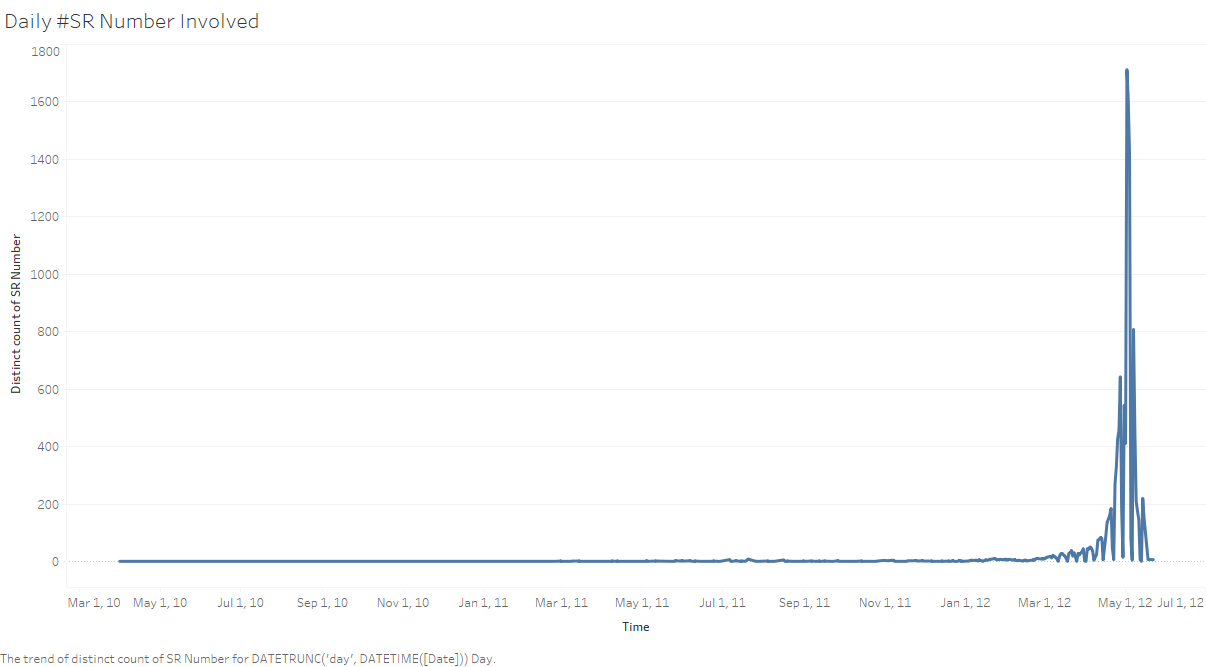 Daily #SR Number Involved
1800
1600
1400
1200
1000
800
600
400
200
0
Distinct count of SR Number
Mar 1, 10 May 1, 10 Jul 1, 10 Sep 1, 10 Nov 1, 10 Jan 1, 11 Mar 1, 11 May 1, 11 Jul 1, 11 Sep 1, 11 Nov 1, 11 Jan 1, 12 Mar 1, 12 May 1, 12 Jul 1, 12
Time
The trend of distinct count of SR Number for DATETRUNC('day', DATETIME([Date])) Day.